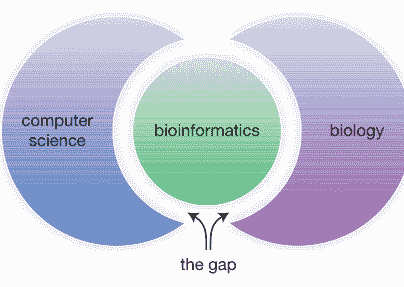 computer
science
bioinformatics
biology
the gap